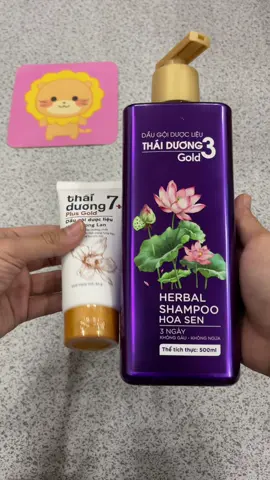 DẦU GỘI DƯỢC LIỆU
THÁI DƯƠNG 3
Gold
HERBAL
SHAMPOO
HOA SEN
3 NGÀY
KHÔNG GÀU - KHÔNG NGỨA
Thể tích thực: 500ml
thái
dương 7+
Plus Gold
Dầu gội dược liệu
Lan